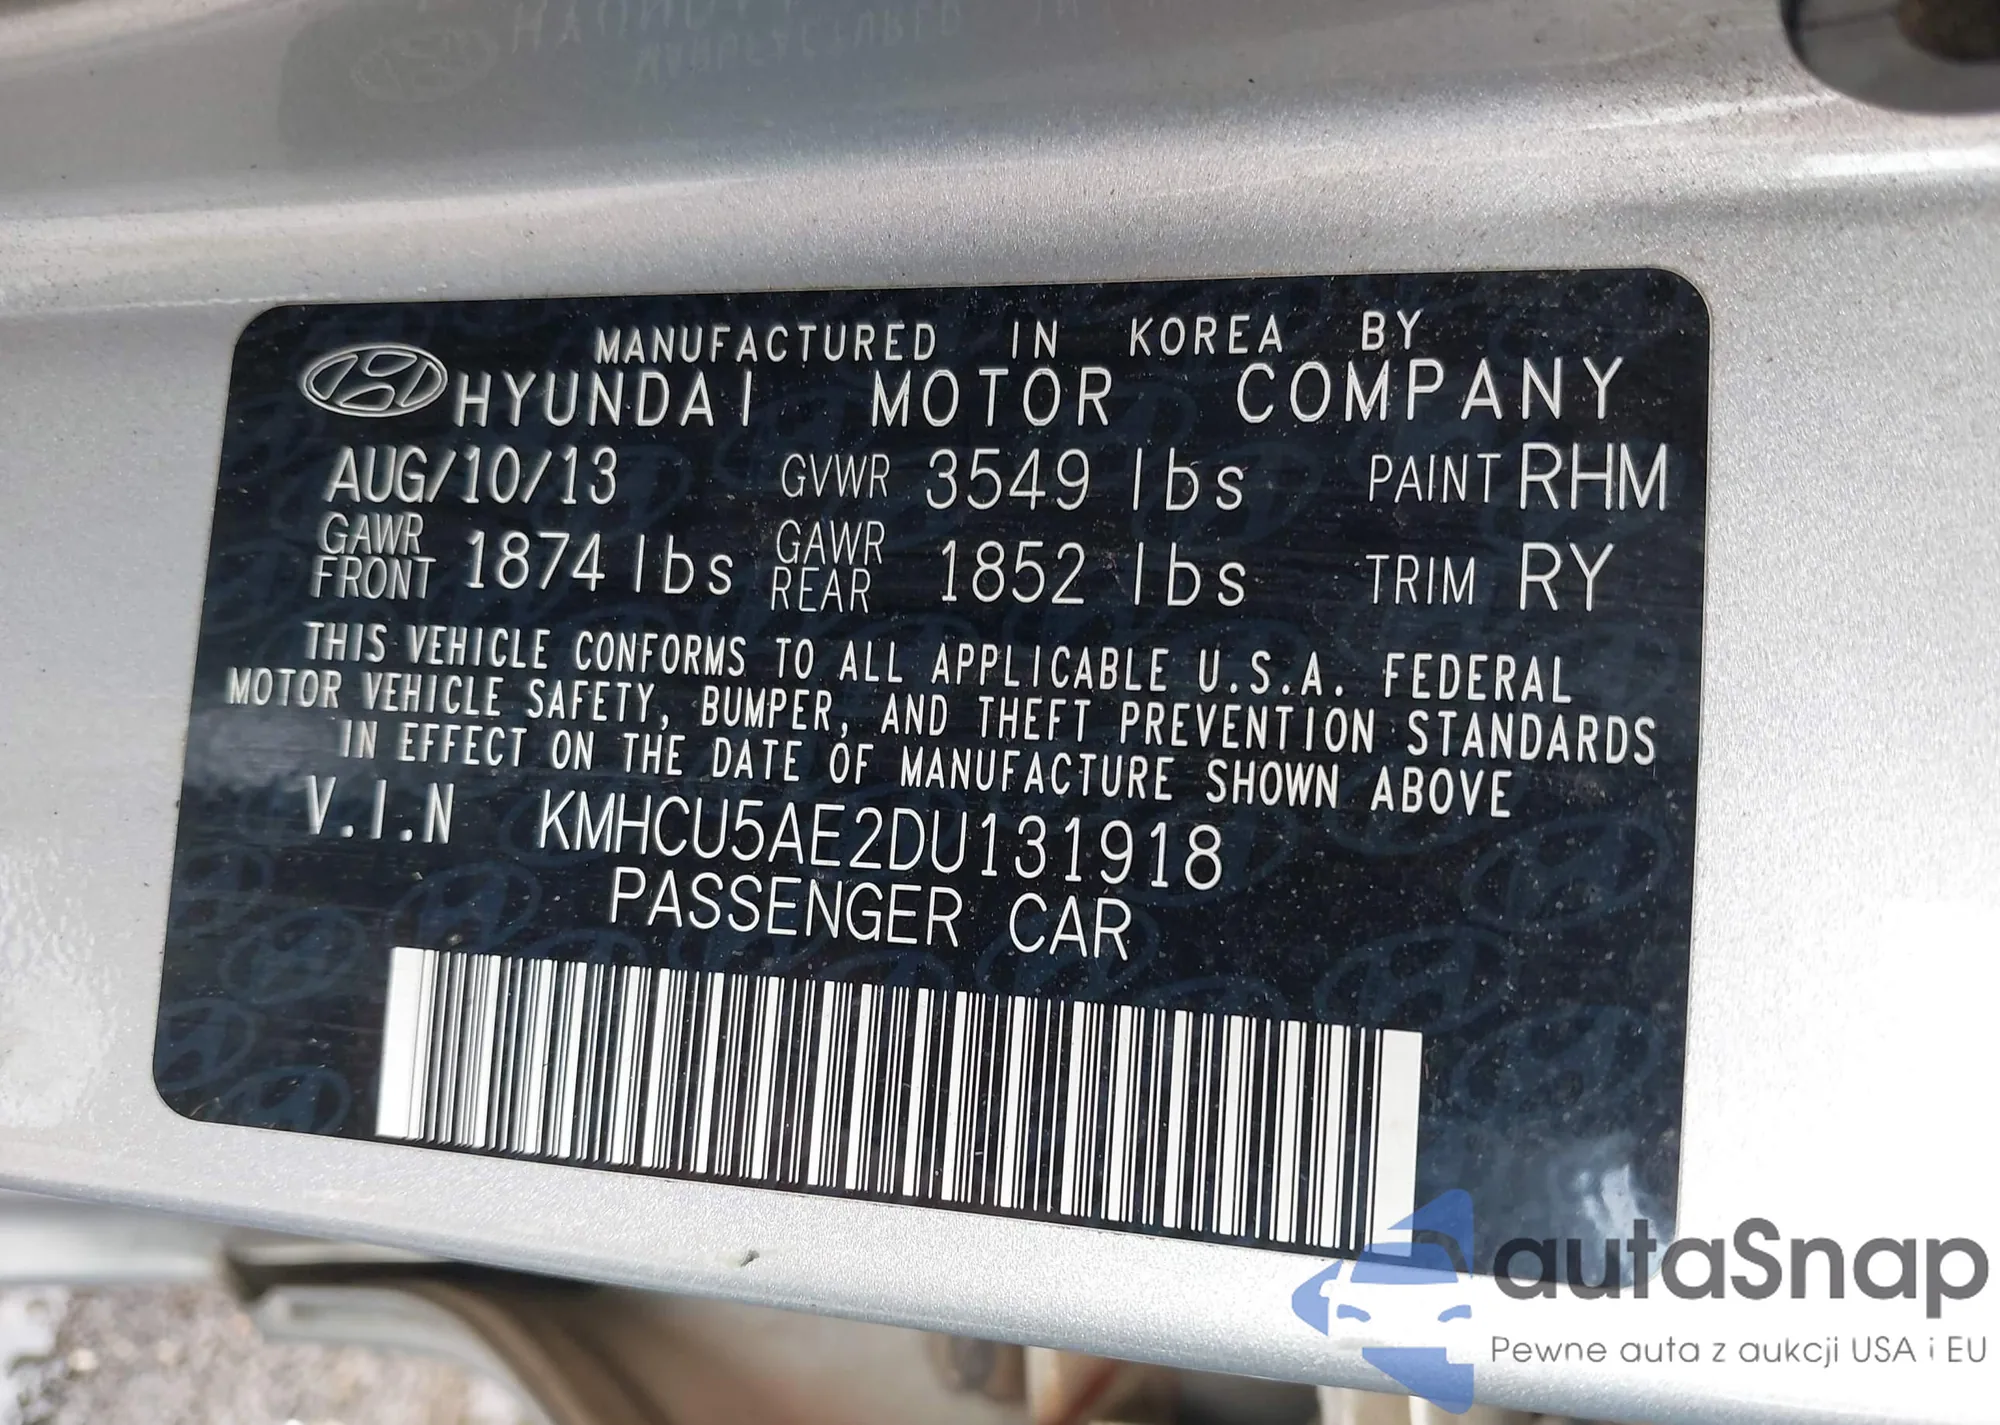 MANUFACTURED IN KOREA BY
HYUNDAI MOTOR COMPANY
AUG/10/13 GVWR 3549 lbs PAINT RHM
GAWR FRONT 1874 lbs GAWR REAR 1852 lbs TRIM RY
THIS VEHICLE CONFORMS TO ALL APPLICABLE U.S.A. FEDERAL
MOTOR VEHICLE SAFETY, BUMPER, AND THEFT PREVENTION STANDARDS
IN EFFECT ON THE DATE OF MANUFACTURE SHOWN ABOVE
V.I.N KMHCU5AE2DU131918
PASSENGER CAR
autaSnap
Pewne auta z aukcji USA i EU